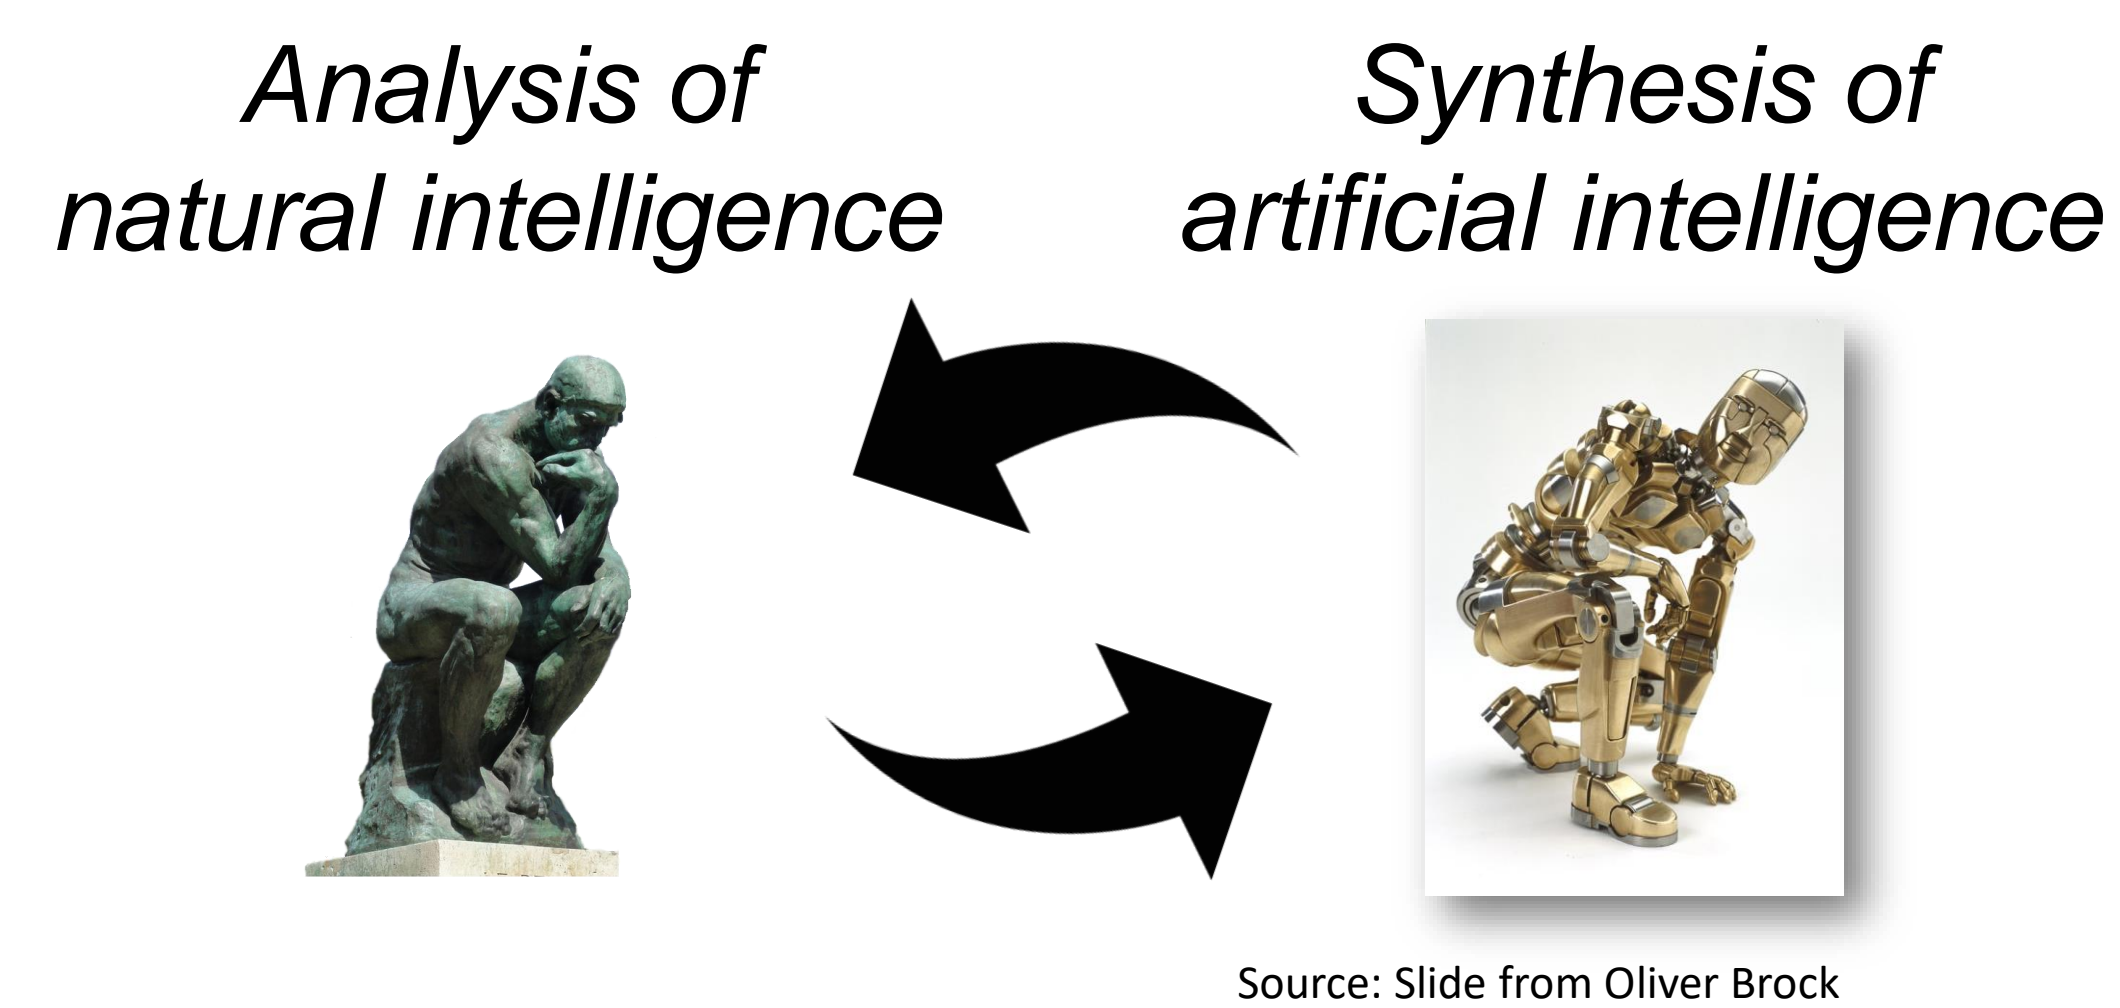 Analysis of
natural intelligence
Synthesis of
artificial intelligence
Source: Slide from Oliver Brock